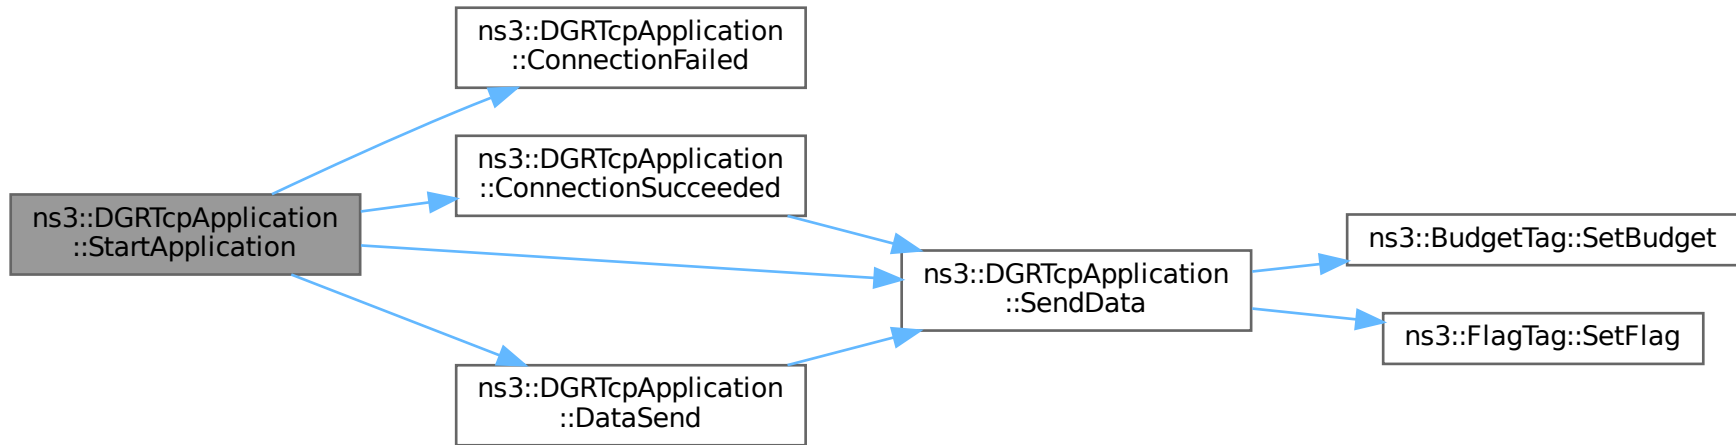 ns3::DGRTcpApplication
::StartApplication
ns3::DGRTcpApplication
::ConnectionFailed
ns3::DGRTcpApplication
::ConnectionSucceeded
ns3::DGRTcpApplication
::DataSend
ns3::DGRTcpApplication
::SendData
ns3::BudgetTag::SetBudget
ns3::FlagTag::SetFlag